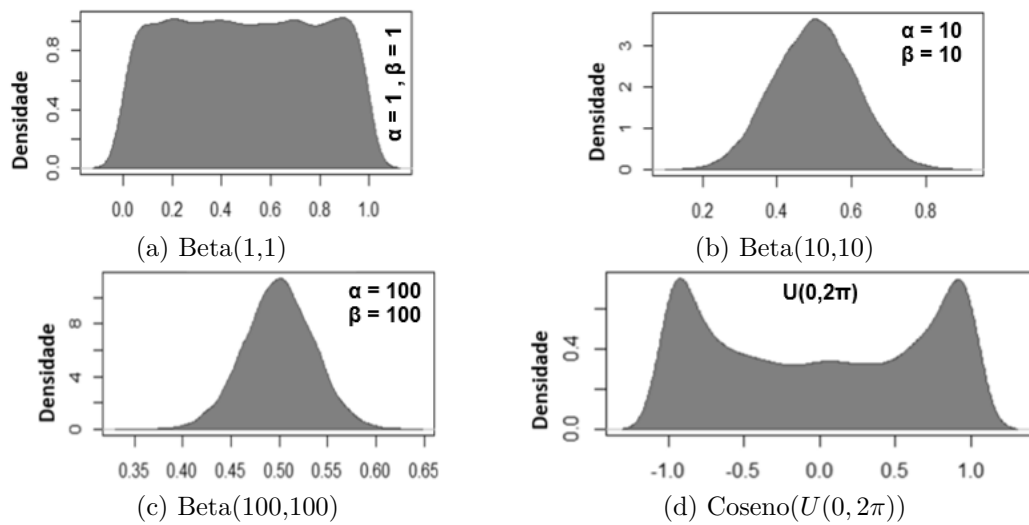 Densidade
0.0 0.4 0.8
α = 1 , β = 1
0.0 0.2 0.4 0.6 0.8 1.0
(a) Beta(1,1)
Densidade
0 1 2 3
α = 10
β = 10
0.2 0.4 0.6 0.8
(b) Beta(10,10)
Densidade
0 4 8
α = 100
β = 100
0.35 0.40 0.45 0.50 0.55 0.60 0.65
(c) Beta(100,100)
Densidade
0.0 0.4
U(0,2π)
-1.0 -0.5 0.0 0.5 1.0
(d) Coseno(U(0, 2π))